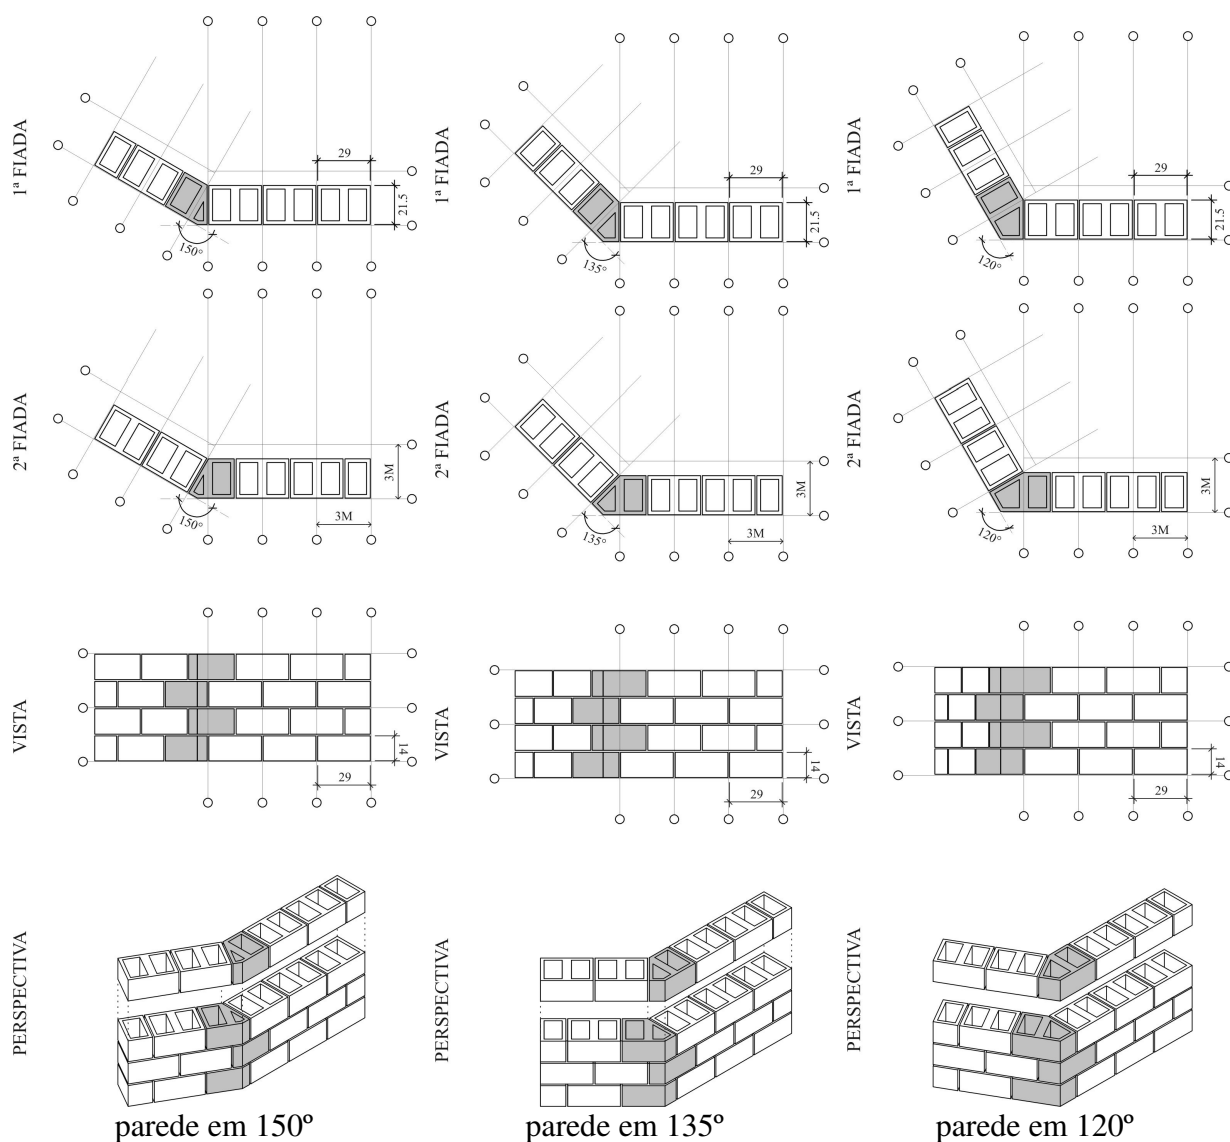 1ª FIADA
29
21.5
150°
1ª FIADA
29
21.5
135°
1ª FIADA
29
21.5
120°
2ª FIADA
3M
3M
150°
2ª FIADA
3M
3M
135°
2ª FIADA
3M
3M
120°
VISTA
14
29
VISTA
14
29
VISTA
14
29
PERSPECTIVA
PERSPECTIVA
PERSPECTIVA
parede em 150º
parede em 135º
parede em 120º